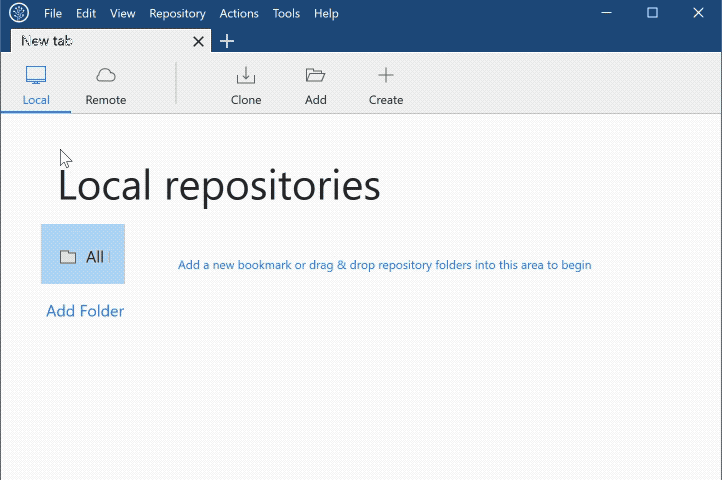 File Edit View Repository Actions Tools Help
New tab
Local Remote Clone Add Create
Local repositories
All
Add a new bookmark or drag & drop repository folders into this area to begin
Add Folder